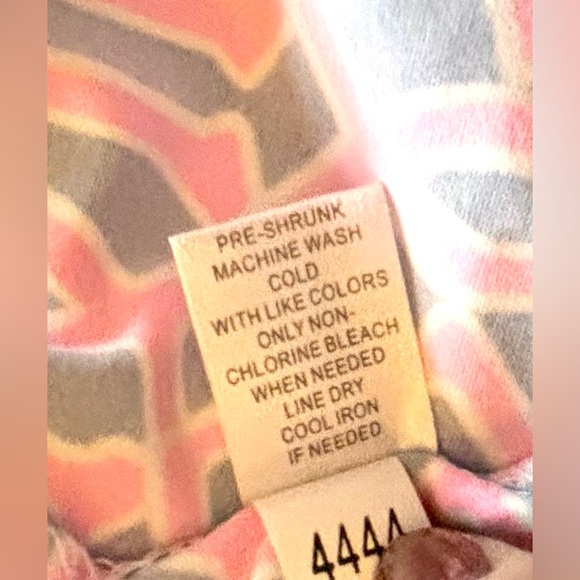 PRE-SHRUNK
MACHINE WASH
COLD
WITH LIKE COLORS
ONLY NON-
CHLORINE BLEACH
WHEN NEEDED
LINE DRY
COOL IRON
IF NEEDED
4444